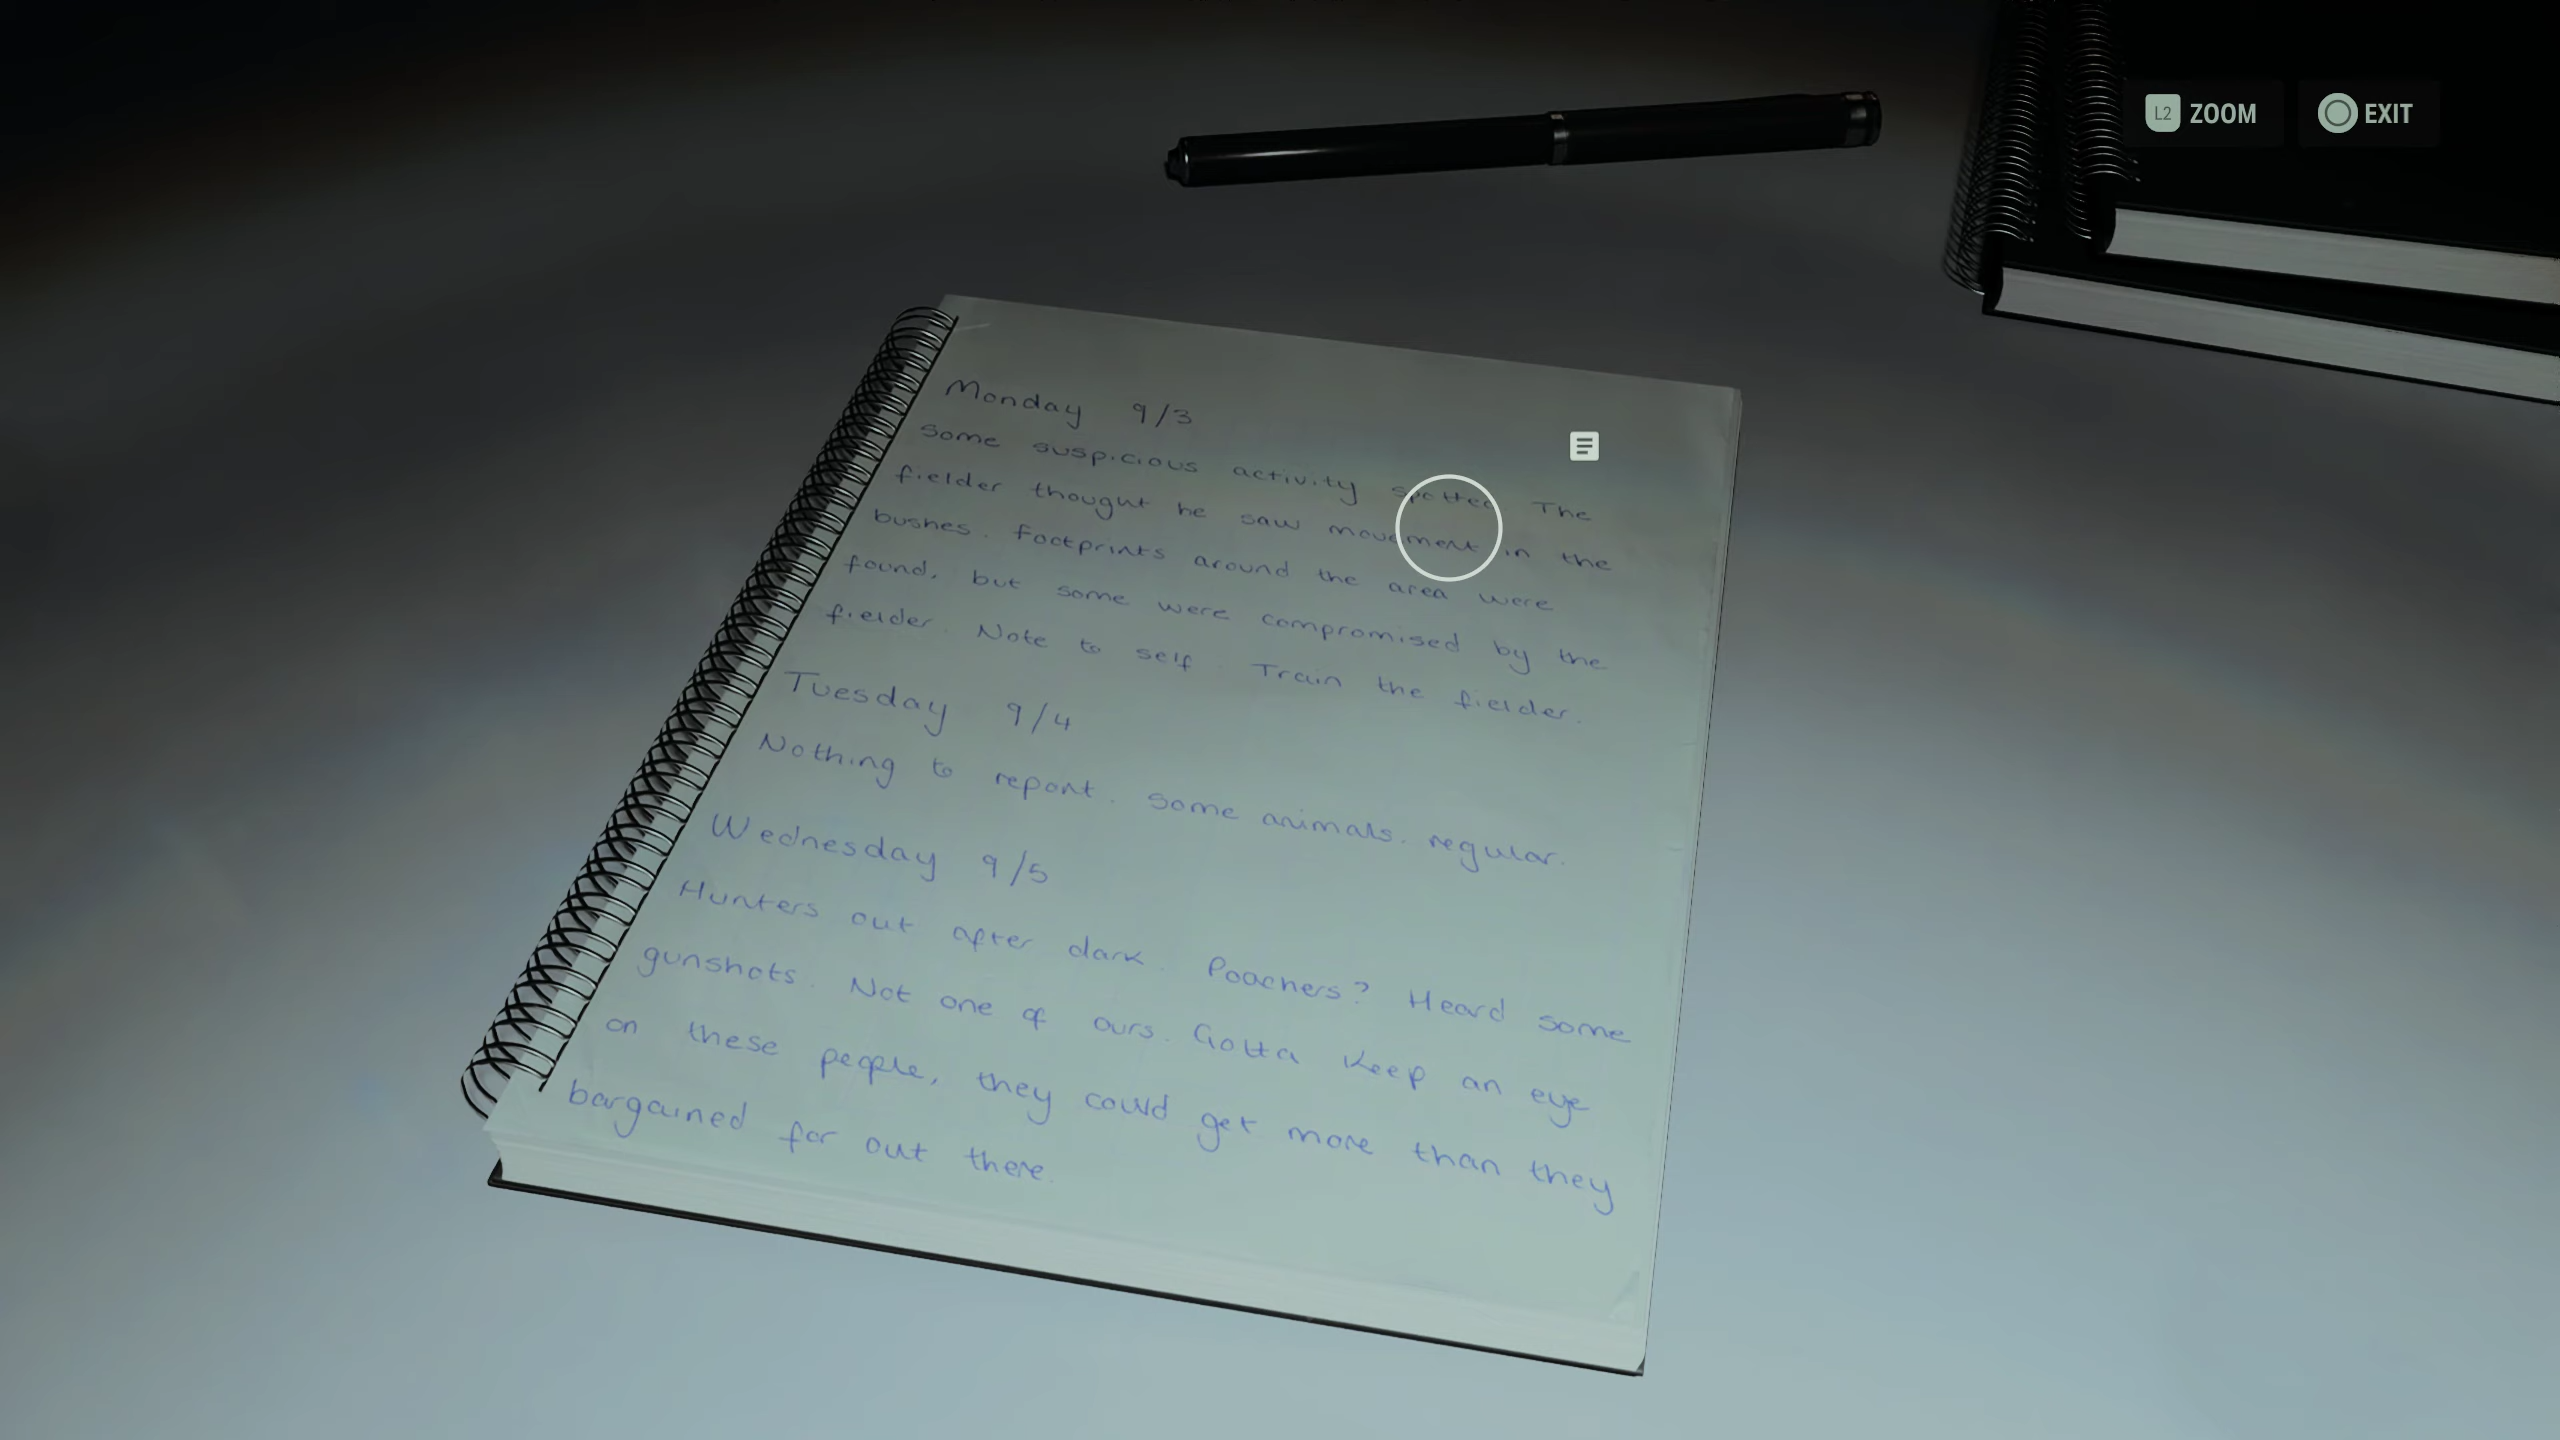 L2 ZOOM EXIT
Monday 9/3
Some suspicious activity spotted The
fielder thought he saw movement in the
bushes. Footprints around the area were
found, but some were compromised by the
fielder. Note to self. Train the fielder.
Tuesday 9/4
Nothing to report. Some animals. regular.
Wednesday 9/5
Hunters out after dark. Poachers? Heard some
gunshots. Not one of ours. Gotta keep an eye
on these people, they could get more than they
bargained for out there.